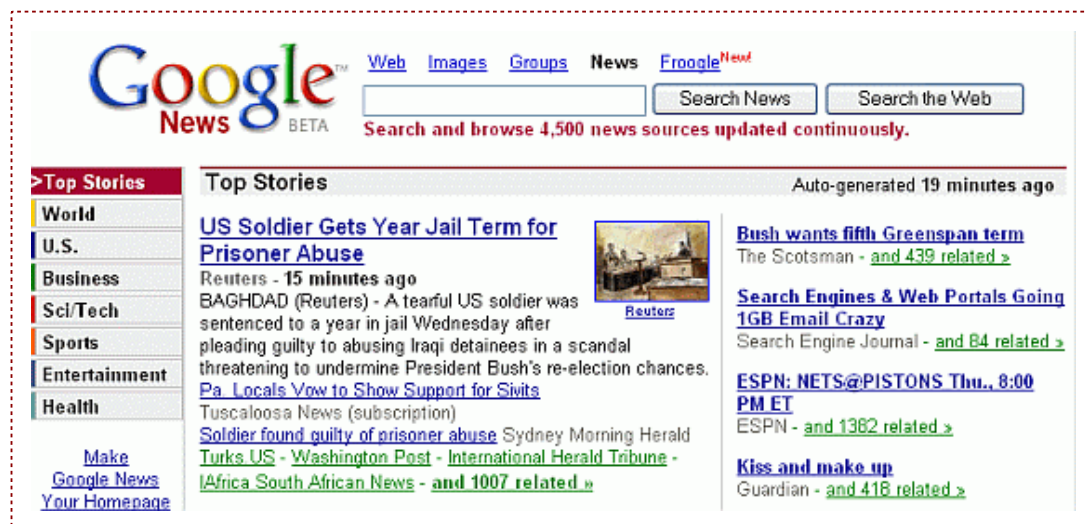 Google™
News BETA
Web Images Groups News Froogle New!
Search News Search the Web
Search and browse 4,500 news sources updated continuously.
>Top Stories
World
U.S.
Business
Sci/Tech
Sports
Entertainment
Health
Make
Google News
Your Homepage
Top Stories Auto-generated 19 minutes ago
US Soldier Gets Year Jail Term for
Prisoner Abuse
Reuters - 15 minutes ago
BAGHDAD (Reuters) - A tearful US soldier was
sentenced to a year in jail Wednesday after
pleading guilty to abusing Iraqi detainees in a scandal
threatening to undermine President Bush's re-election chances.
Pa. Locals Vow to Show Support for Sivits
Tuscaloosa News (subscription)
Soldier found guilty of prisoner abuse Sydney Morning Herald
Turks US - Washington Post - International Herald Tribune -
IAfrica South African News - and 1007 related »
Reuters
Bush wants fifth Greenspan term
The Scotsman - and 439 related »
Search Engines & Web Portals Going
1GB Email Crazy
Search Engine Journal - and 84 related »
ESPN: NETS@PISTONS Thu., 8:00
PM ET
ESPN - and 1382 related »
Kiss and make up
Guardian - and 418 related »